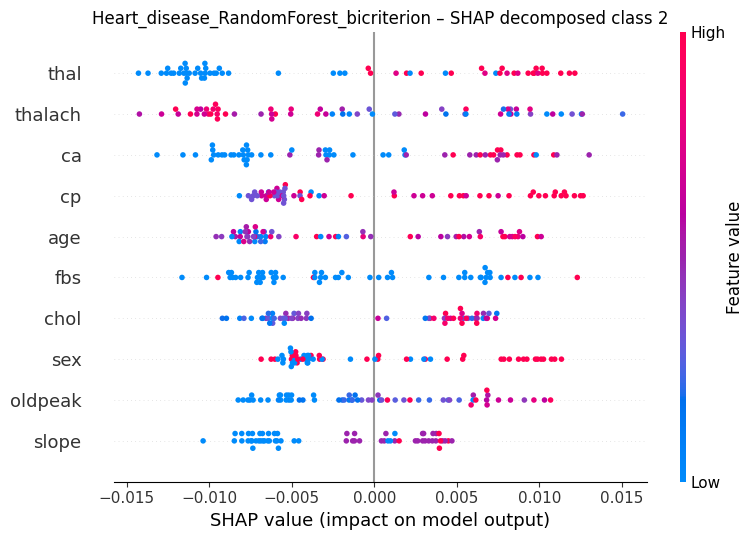 Heart_disease_RandomForest_bicriterion – SHAP decomposed class 2
High
thal
thalach
ca
cp
age
fbs
chol
sex
oldpeak
slope
Feature value
Low
−0.015 −0.010 −0.005 0.000 0.005 0.010 0.015
SHAP value (impact on model output)